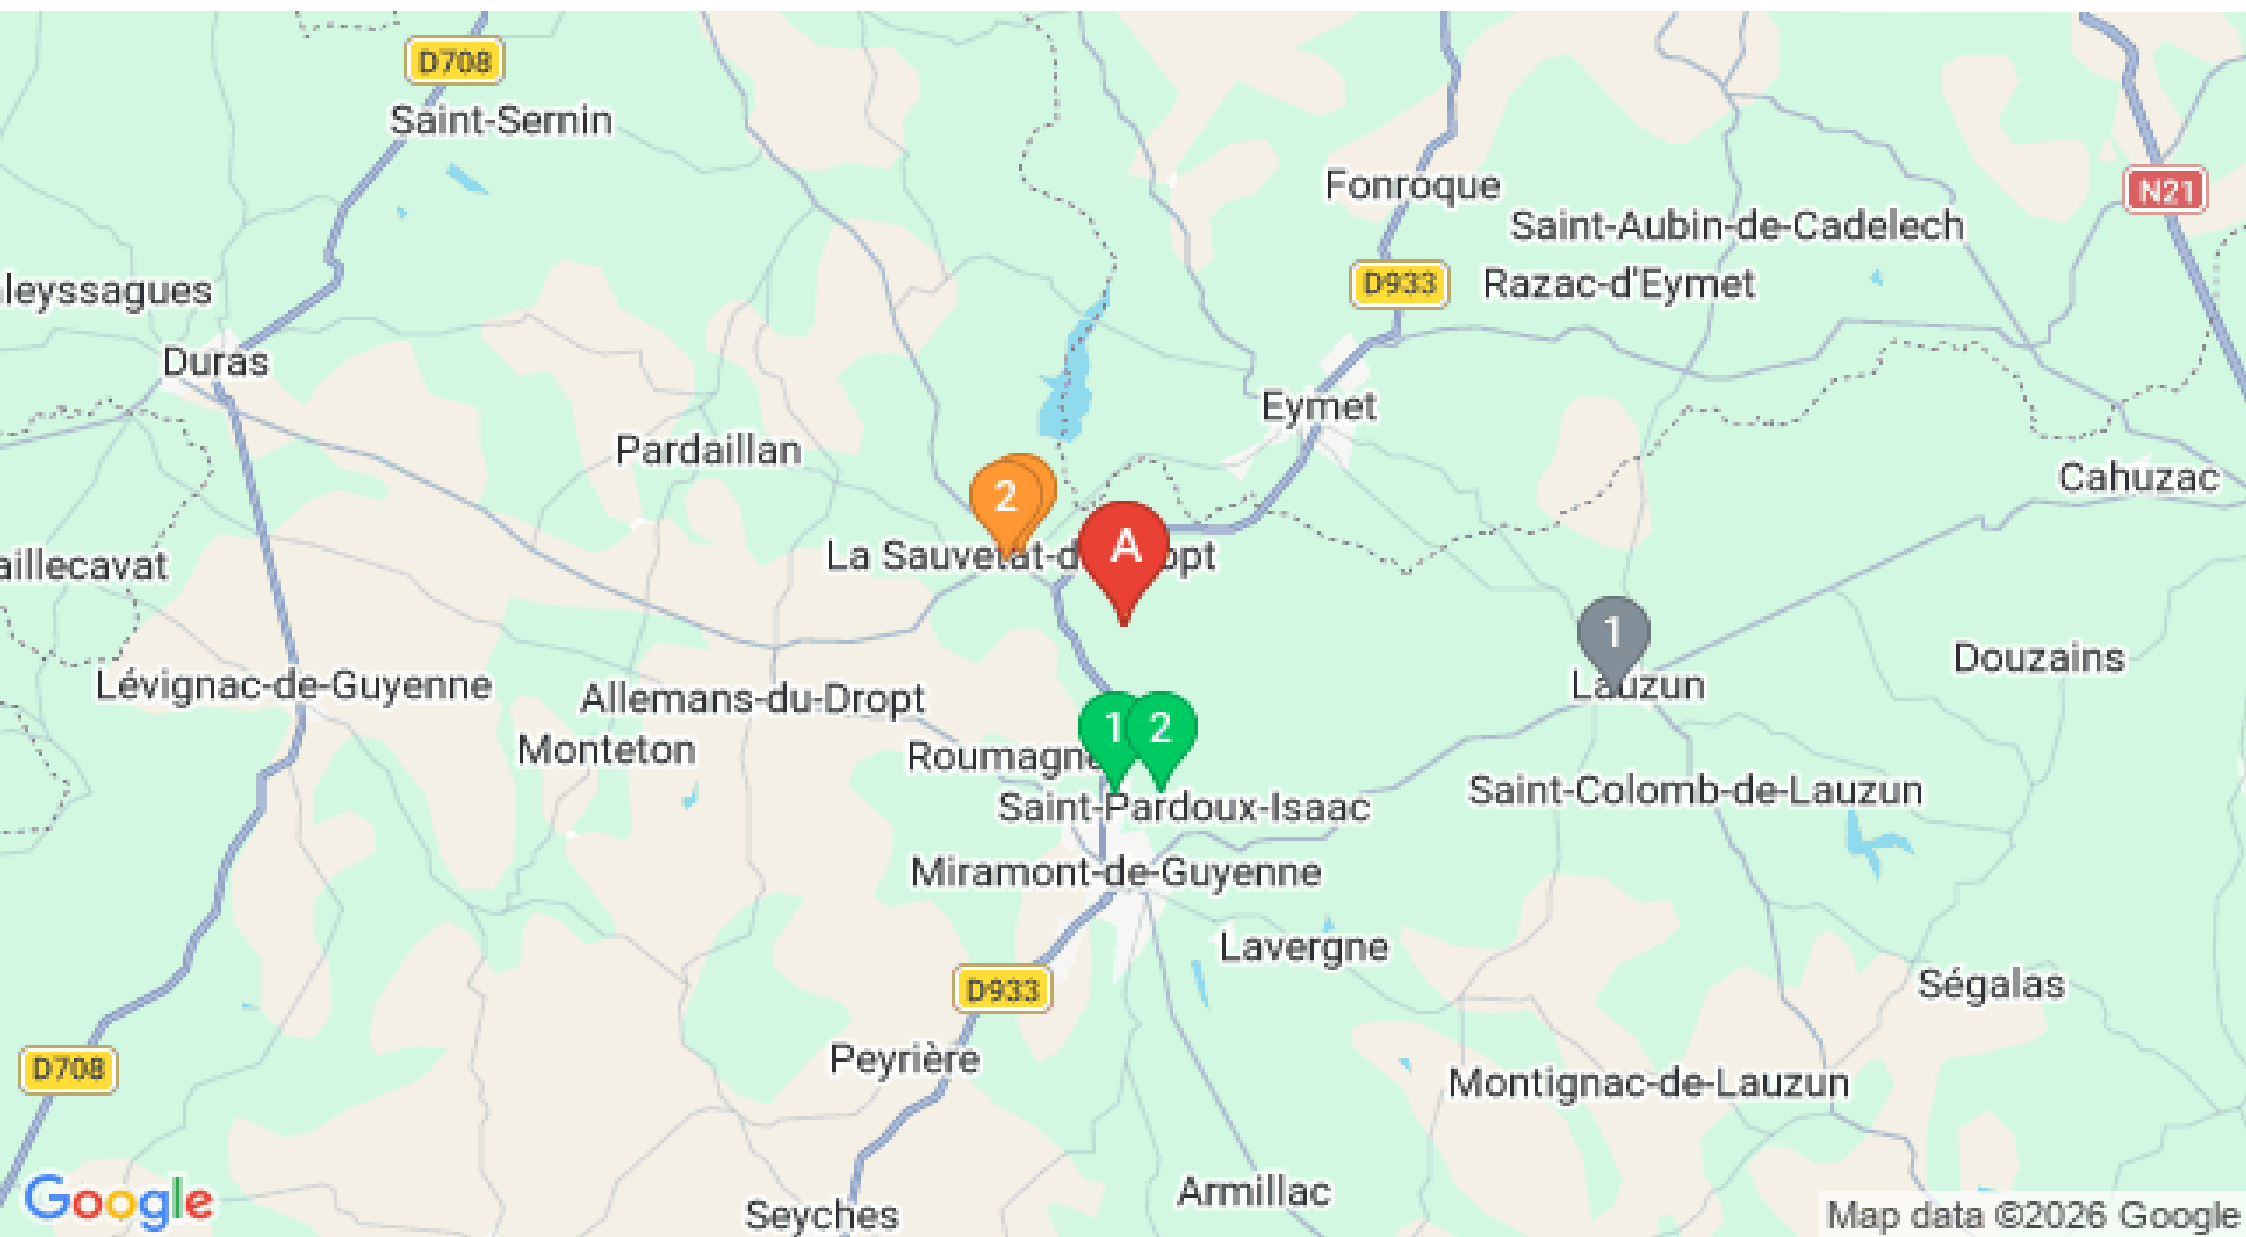 D708
Saint-Sernin
Fonroque
N21
Saint-Aubin-de-Cadelech
leyssagues
D933
Razac-d'Eymet
Duras
Eymet
Pardaillan
Cahuzac
2
A
La Sauvetat-d opt
aillecavat
1
Douzains
Lévignac-de-Guyenne
Allemans-du-Dropt
Lauzun
Monteton
Roumagne
1
2
Saint-Pardoux-Isaac
Saint-Colomb-de-Lauzun
Miramont-de-Guyenne
Lavergne
D933
Ségalas
Peyrière
D708
Montignac-de-Lauzun
Google
Armillac
Seyches
Map data ©2026 Google